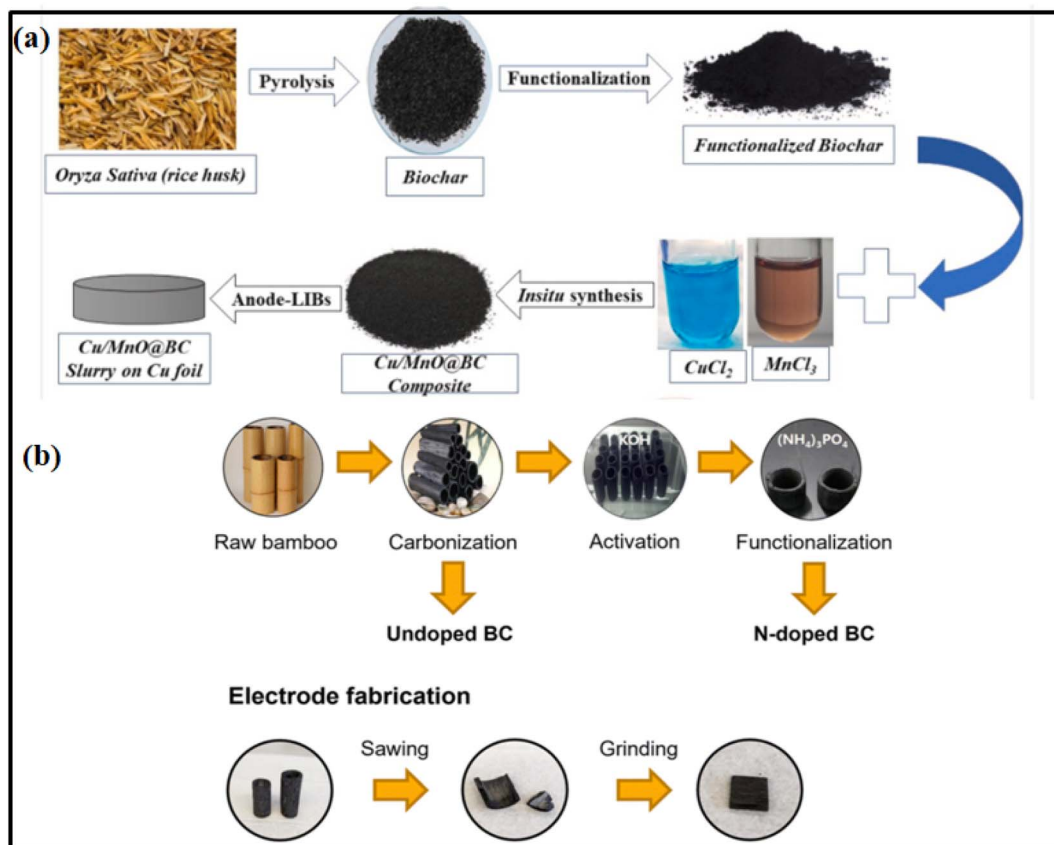 (a)
Pyrolysis
Functionalization
Oryza Sativa (rice husk)
Biochar
Functionalized Biochar
Anode-LIBs
Insitu synthesis
Cu/MnO@BC
Slurry on Cu foil
Cu/MnO@BC
Composite
CuCl₂
MnCl₃
(b)
KOH
(NH₄)₃PO₄
Raw bamboo
Carbonization
Activation
Functionalization
Undoped BC
N-doped BC
Electrode fabrication
Sawing
Grinding